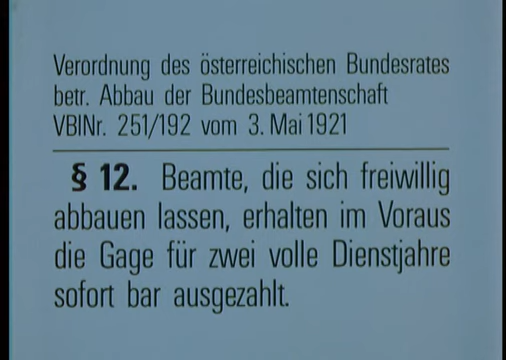 Verordnung des österreichischen Bundesrates
betr. Abbau der Bundesbeamtenschaft
VBlNr. 251/192 vom 3. Mai 1921
§ 12. Beamte, die sich freiwillig
abbauen lassen, erhalten im Voraus
die Gage für zwei volle Dienstjahre
sofort bar ausgezahlt.